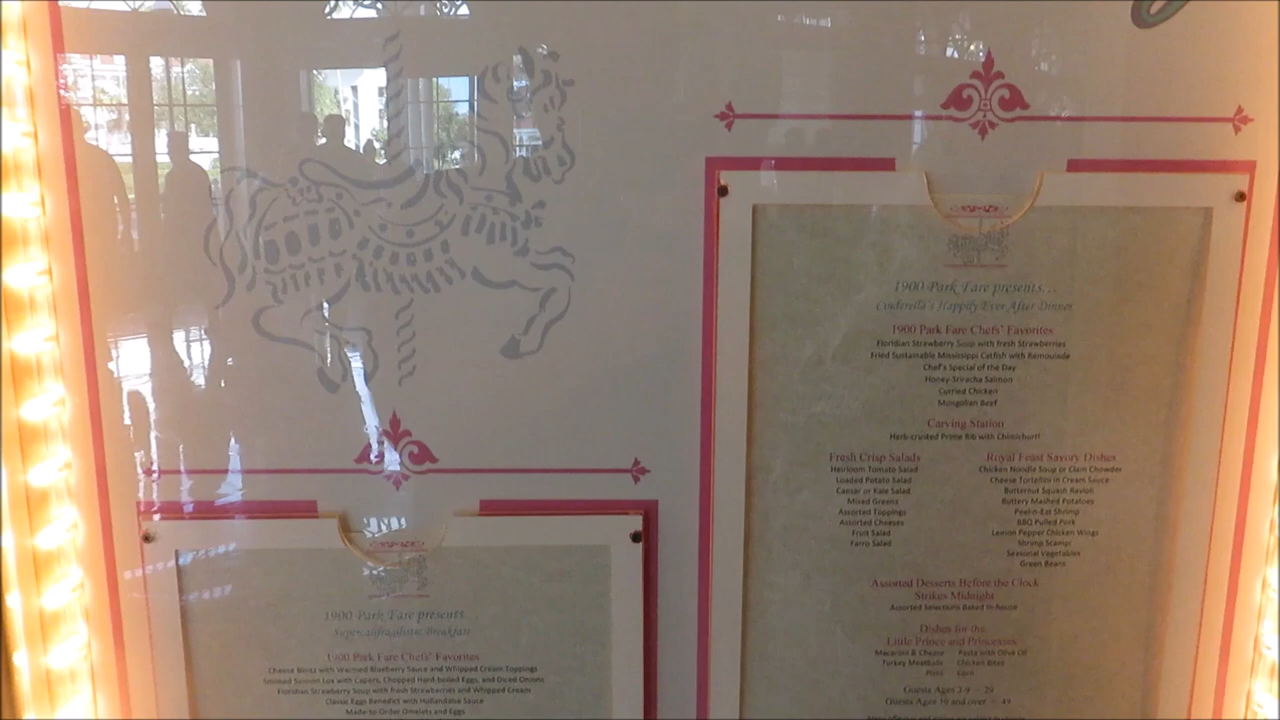 1900 Park Fare presents...
Cinderella's Happily Ever After Dinner
1900 Park Fare Chefs' Favorites
Floridian Strawberry Soup with fresh Strawberries
Fried Sustainable Mississippi Catfish with Remoulade
Chef's Special of the Day
Honey-Sriracha Salmon
Curried Chicken
Mongolian Beef
Carving Station
Herb-crusted Prime Rib with Chimichurri
Fresh Crisp Salads
Heirloom Tomato Salad
Loaded Potato Salad
Caesar or Kale Salad
Mixed Greens
Assorted Toppings
Assorted Cheeses
Fruit Salad
Farro Salad
Royal Feast Savory Dishes
Chicken Noodle Soup or Clam Chowder
Cheese Tortellini in Cream Sauce
Butternut Squash Ravioli
Buttery Mashed Potatoes
Peel-n-Eat Shrimp
BBQ Pulled Pork
Lemon Pepper Chicken Wings
Shrimp Scampi
Seasonal Vegetables
Green Beans
Assorted Desserts Before the Clock
Strikes Midnight
Assorted Selections Baked In-house
Dishes for the
Little Prince and Princesses
Macaroni & Cheese Pasta with Olive Oil
Turkey Meatballs Chicken Bites
Pizza Corn
Guests Ages 3-9 – 29
Guests Ages 10 and over – 49
1900 Park Fare presents
Supercalifragilistic Breakfast
1900 Park Fare Chefs' Favorites
Cheese Blintz with Warmed Blueberry Sauce and Whipped Cream Toppings
Smoked Salmon Lox with Capers, Chopped Hard-boiled Eggs, and Diced Onions
Floridian Strawberry Soup with fresh Strawberries and Whipped Cream
Classic Eggs Benedict with Hollandaise Sauce
Made-to-Order Omelets and Eggs